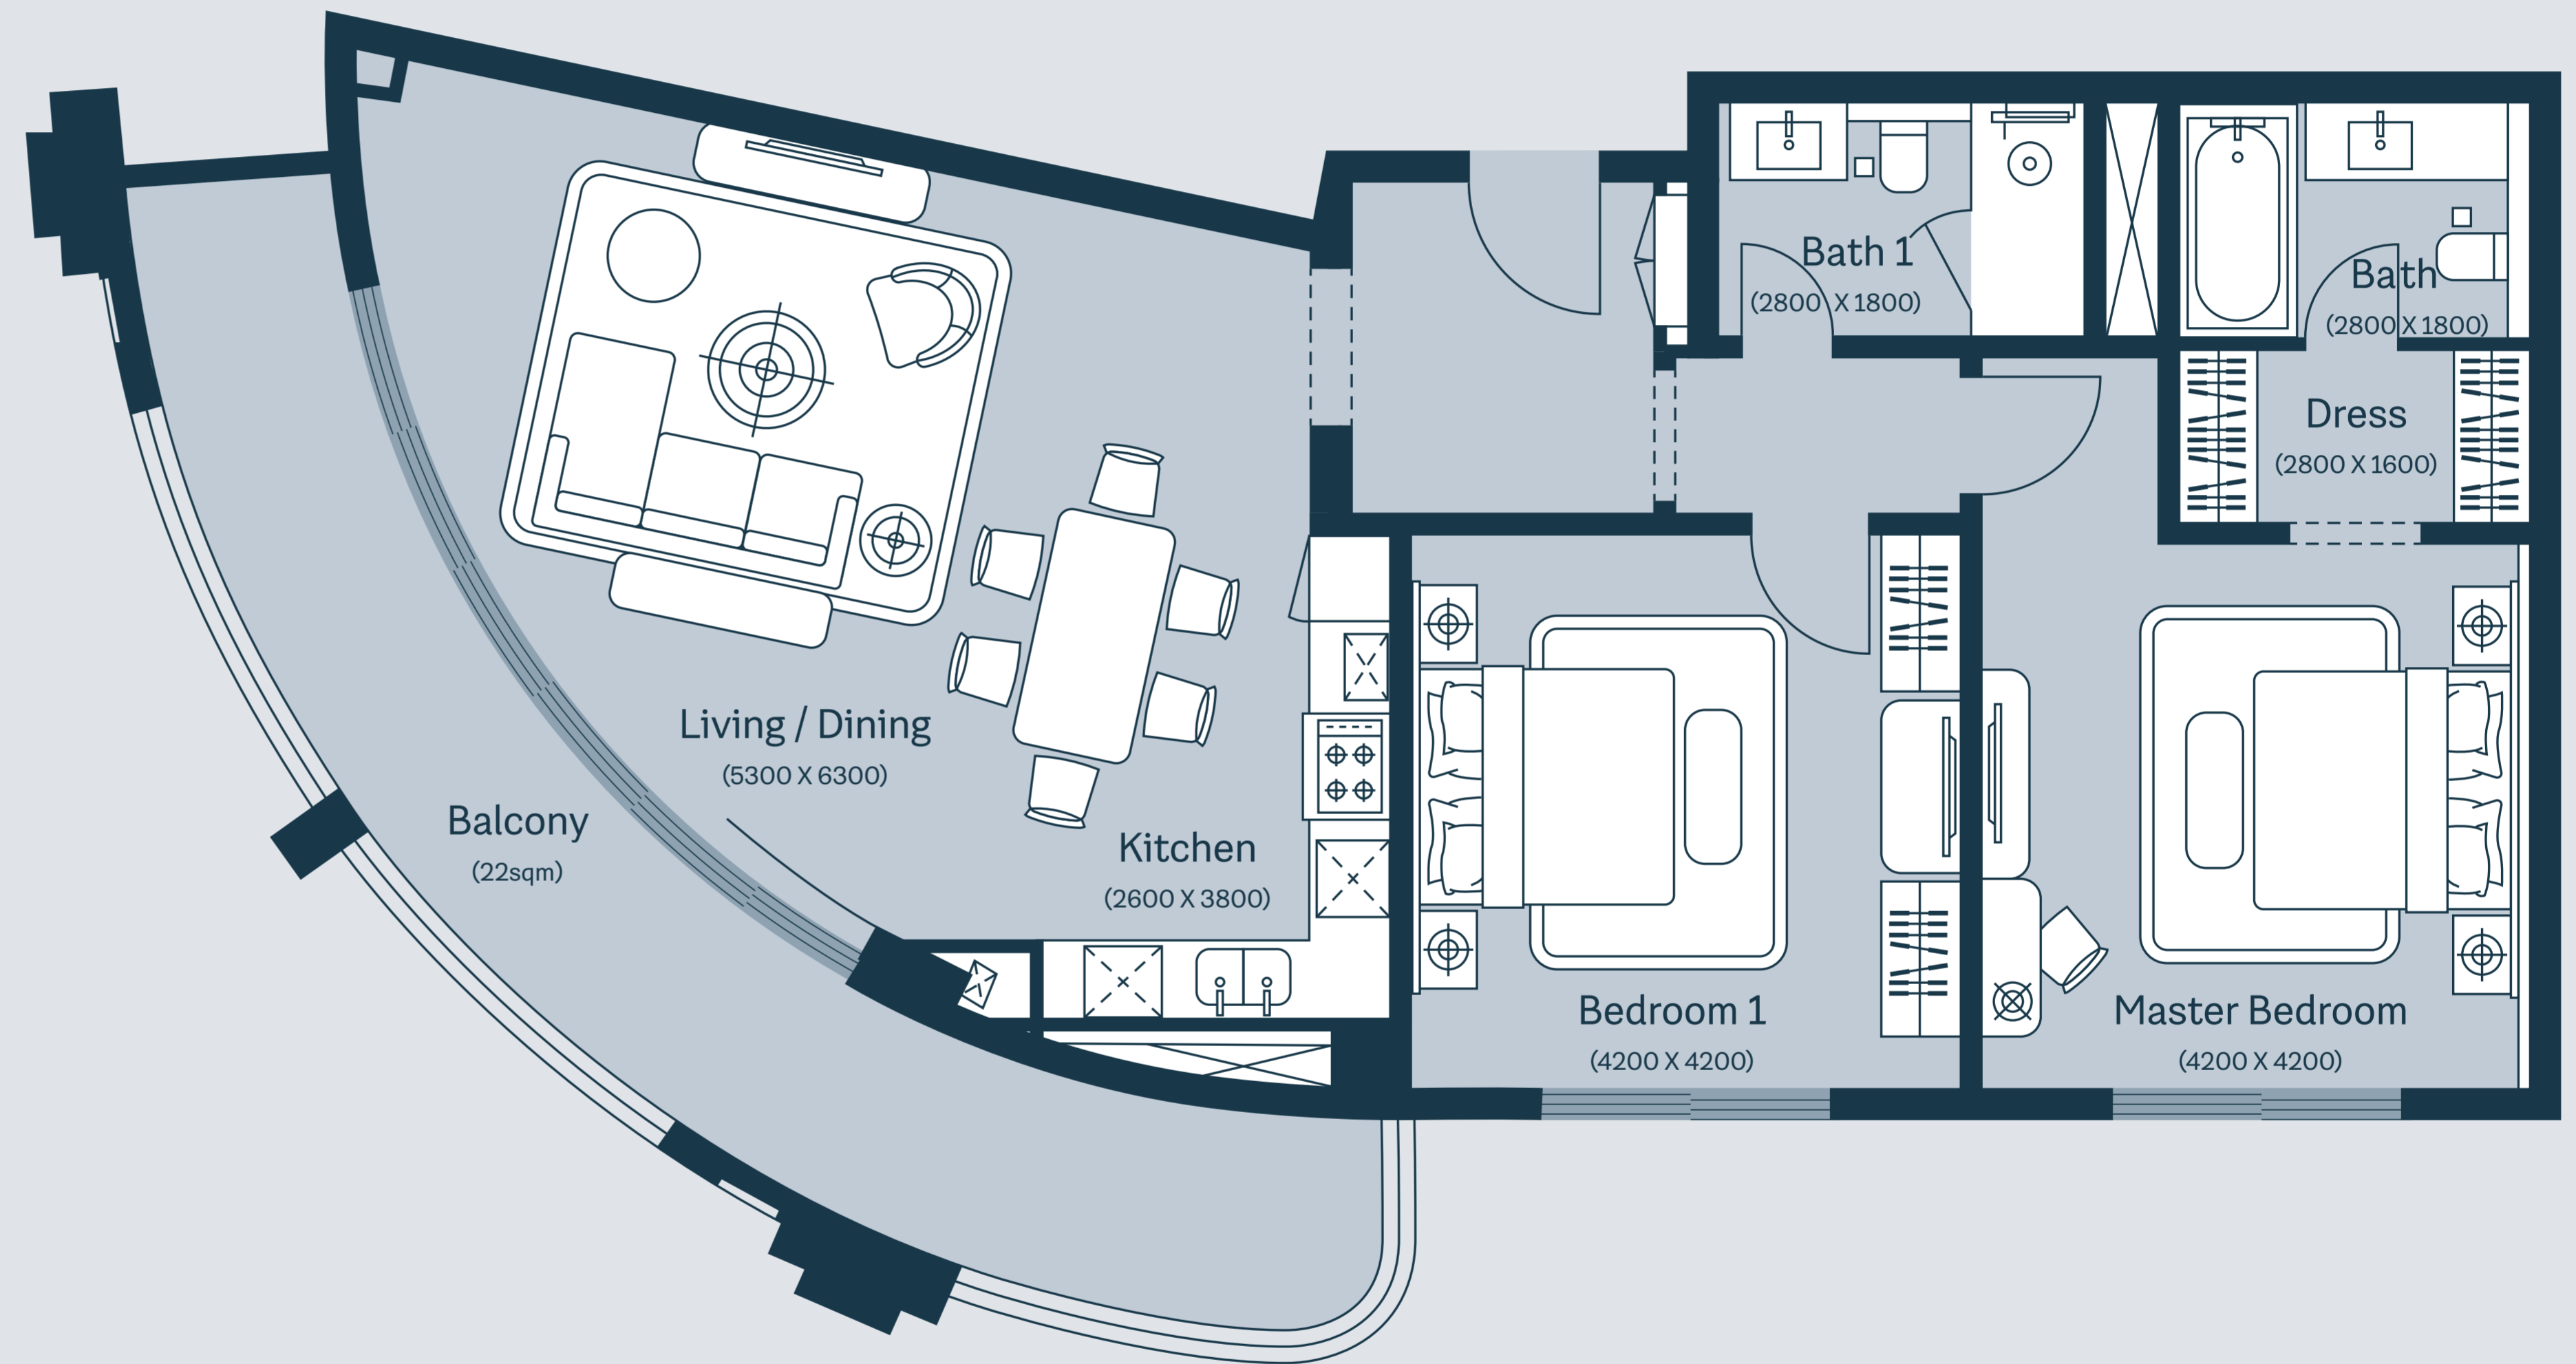 Bath 1
(2800 X 1800)
Bath
(2800 X 1800)
Dress
(2800 X 1600)
Living / Dining
(5300 X 6300)
Balcony
(22sqm)
Kitchen
(2600 X 3800)
Bedroom 1
(4200 X 4200)
Master Bedroom
(4200 X 4200)